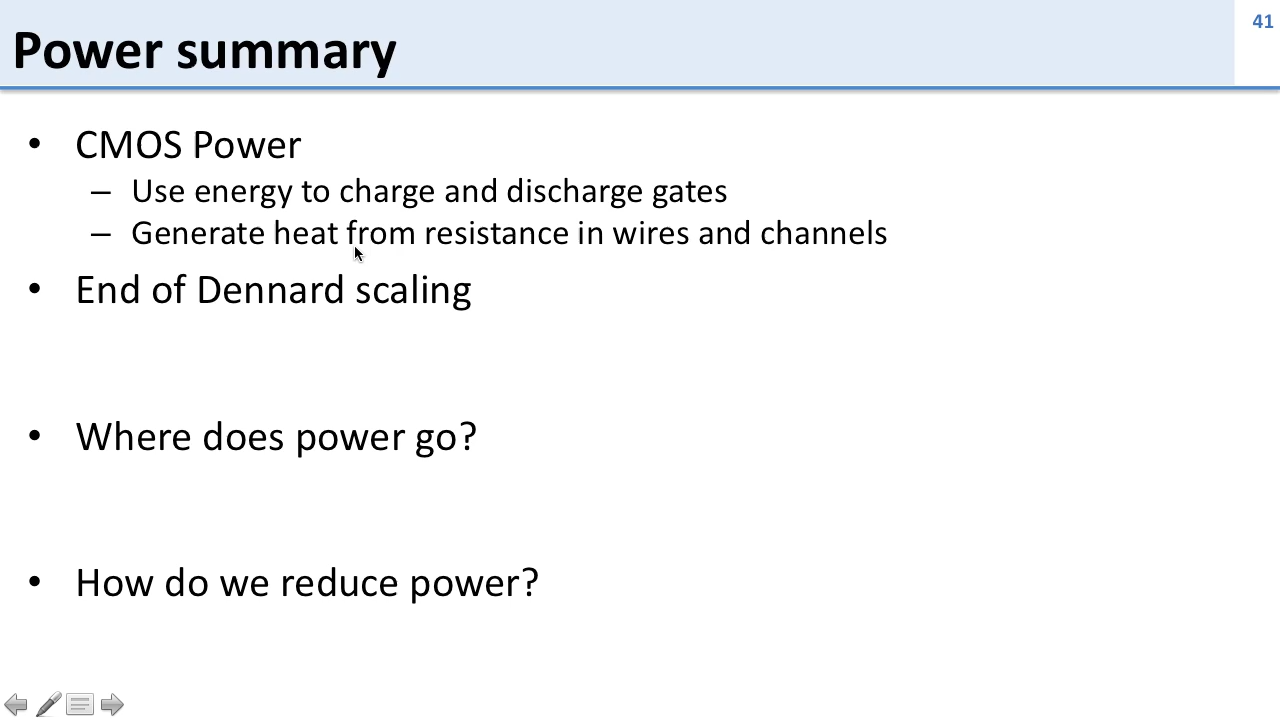 Power summary
41
• CMOS Power
– Use energy to charge and discharge gates
– Generate heat from resistance in wires and channels
• End of Dennard scaling
• Where does power go?
• How do we reduce power?